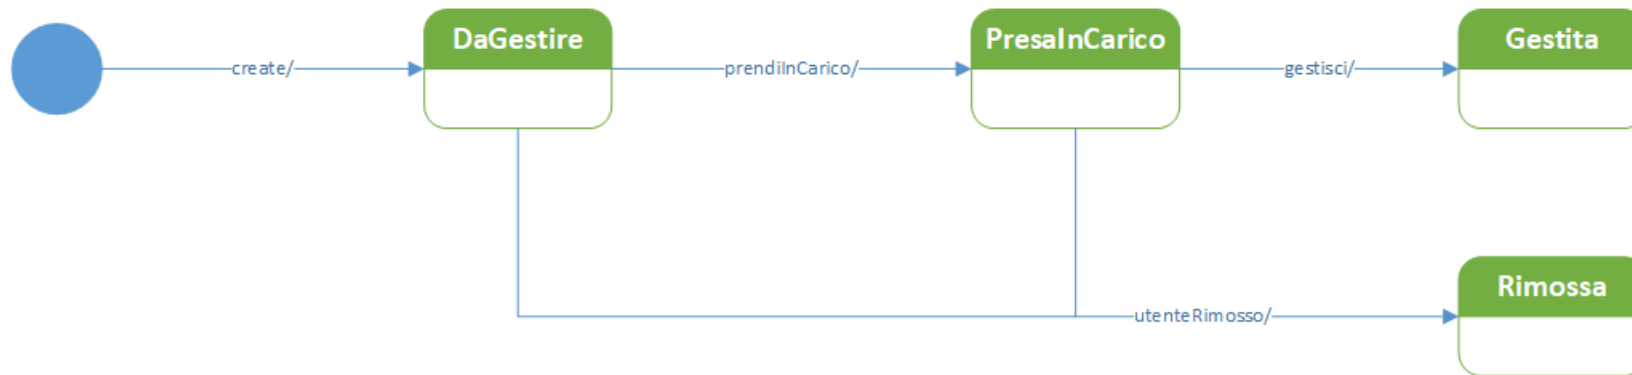 DaGestire
PresaInCarico
Gestita
create/
prendiInCarico/
gestisci/
Rimossa
utenteRimosso/